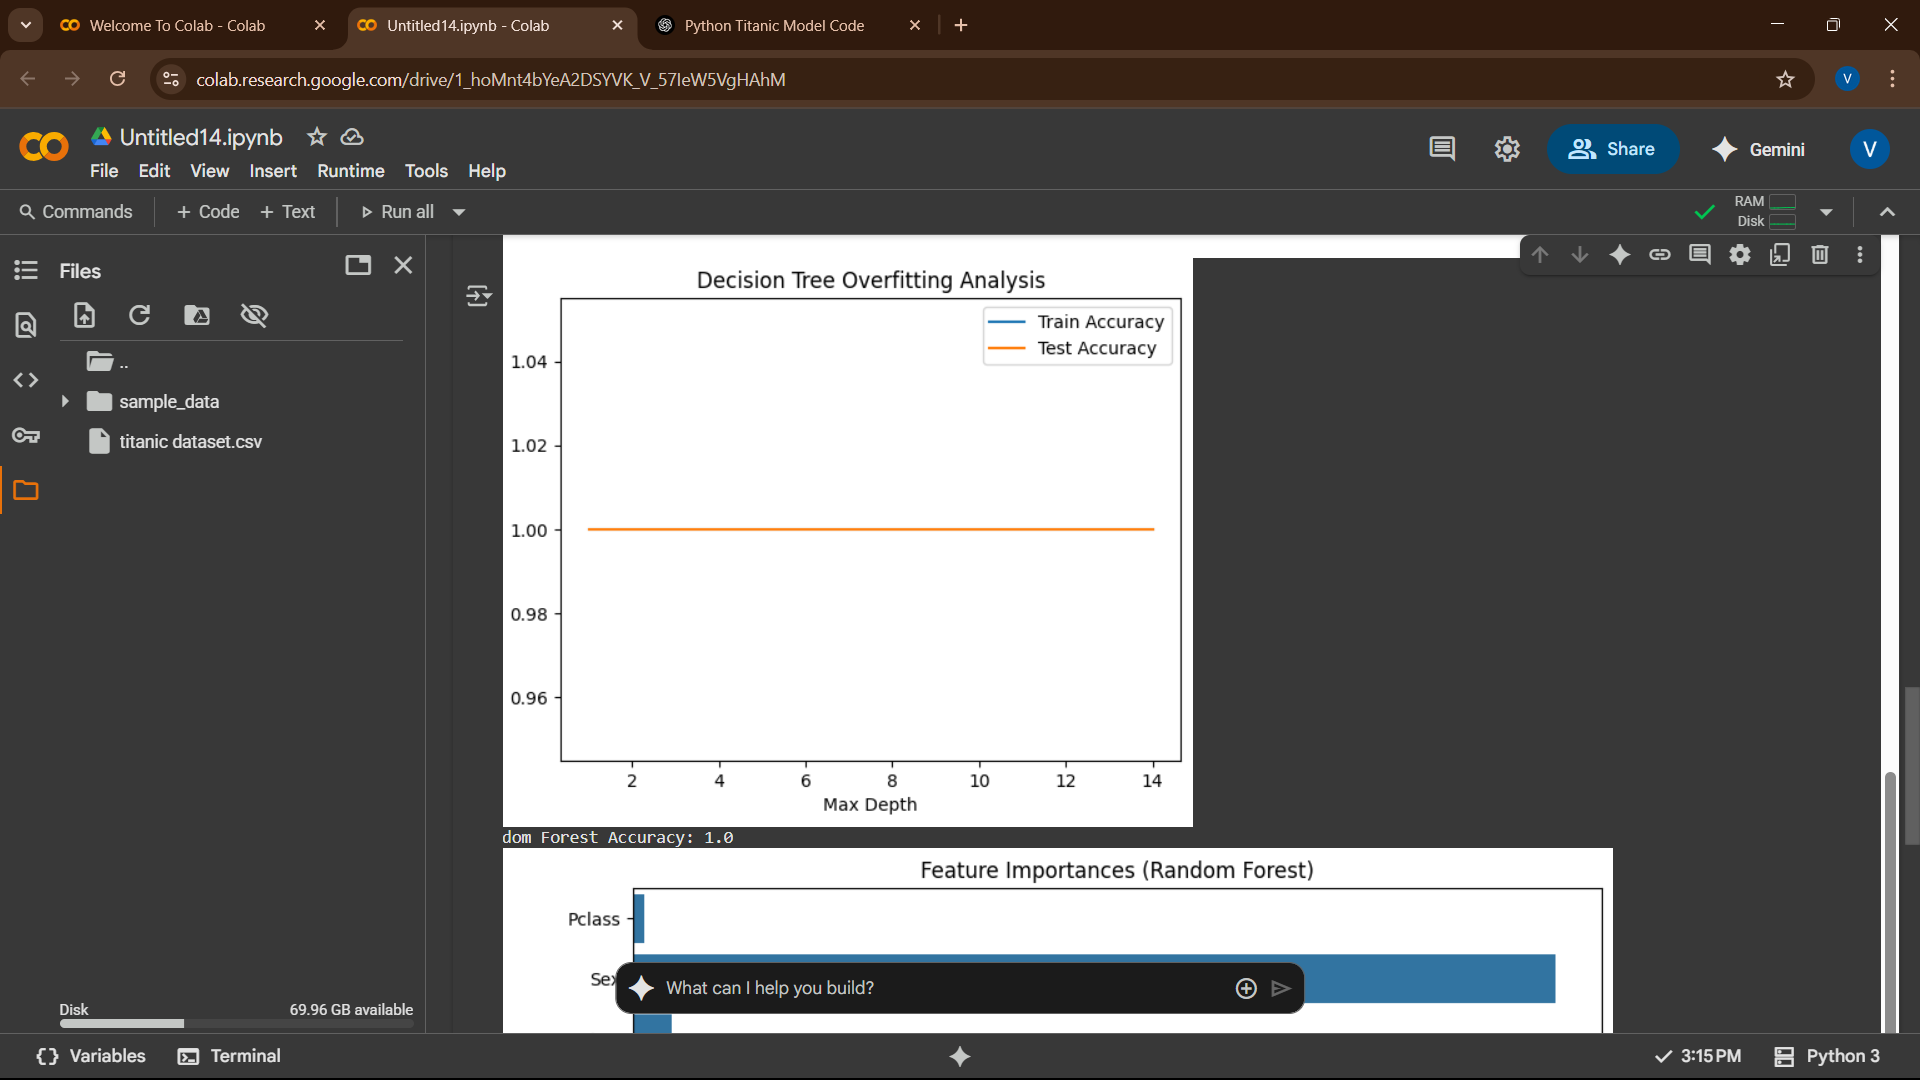 Welcome To Colab - Colab
Untitled14.ipynb - Colab
Python Titanic Model Code
colab.research.google.com/drive/1_hoMnt4bYeA2DSYVK_V_57IeW5VgHAhM
V
Untitled14.ipynb
File Edit View Insert Runtime Tools Help
Share
Gemini
V
Commands
+ Code + Text
Run all
RAM
Disk
Files
..
sample_data
titanic dataset.csv
Disk
69.96 GB available
Decision Tree Overfitting Analysis
Train Accuracy
Test Accuracy
1.04
1.02
1.00
0.98
0.96
2 4 6 8 10 12 14
Max Depth
dom Forest Accuracy: 1.0
Feature Importances (Random Forest)
Pclass
Sex
What can I help you build?
Variables
Terminal
3:15 PM
Python 3